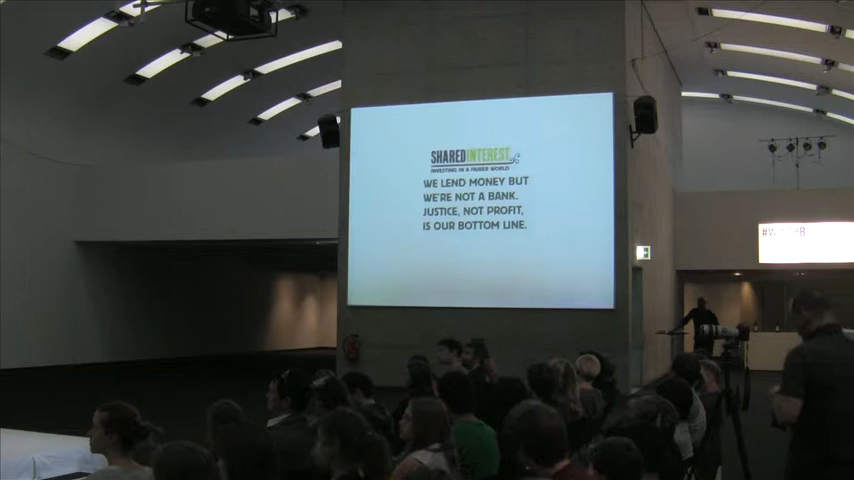 SHAREDINTEREST
INVESTING IN A FAIRER WORLD
WE LEND MONEY BUT
WE'RE NOT A BANK.
JUSTICE, NOT PROFIT,
IS OUR BOTTOM LINE.